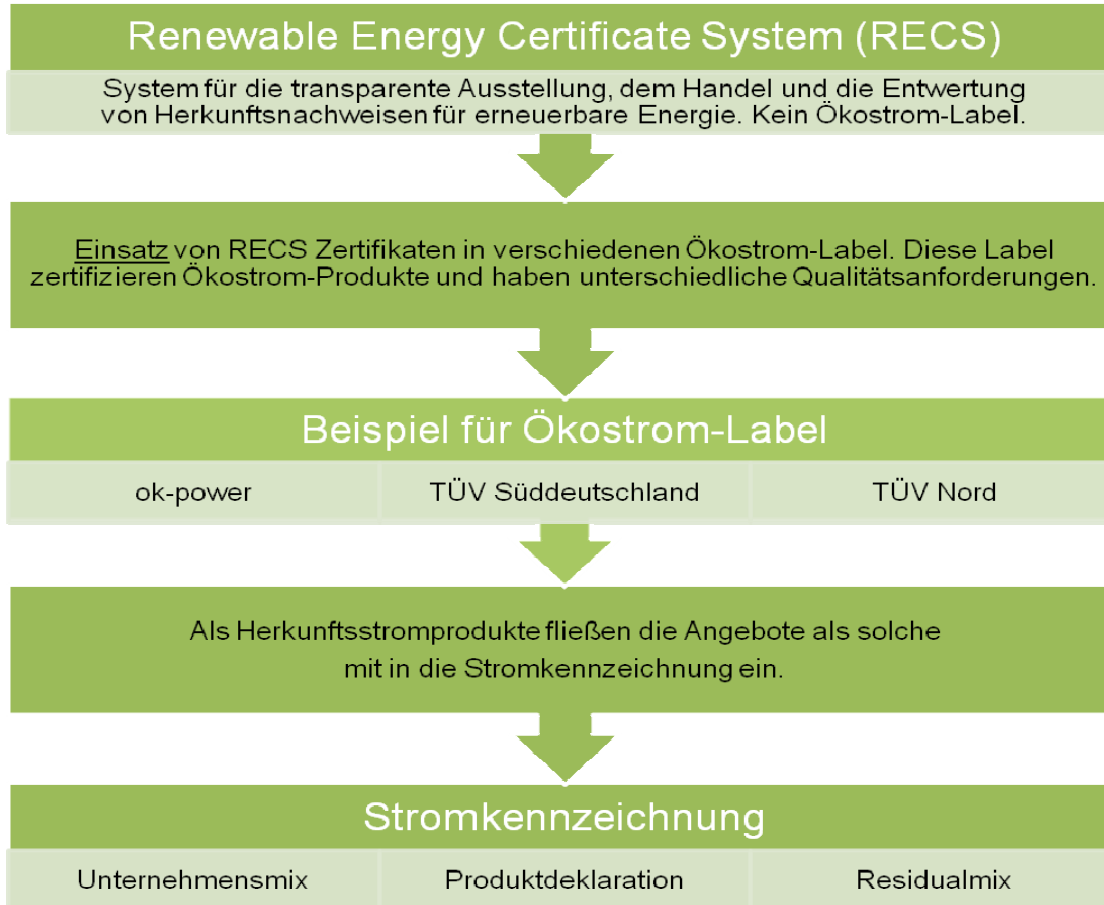 Renewable Energy Certificate System (RECS)
System für die transparente Ausstellung, dem Handel und die Entwertung
von Herkunftsnachweisen für erneuerbare Energie. Kein Ökostrom-Label.
Einsatz von RECS Zertifikaten in verschiedenen Ökostrom-Label. Diese Label
zertifizieren Ökostrom-Produkte und haben unterschiedliche Qualitätsanforderungen.
Beispiel für Ökostrom-Label
ok-power TÜV Süddeutschland TÜV Nord
Als Herkunftsstromprodukte fließen die Angebote als solche
mit in die Stromkennzeichnung ein.
Stromkennzeichnung
Unternehmensmix Produktdeklaration Residualmix